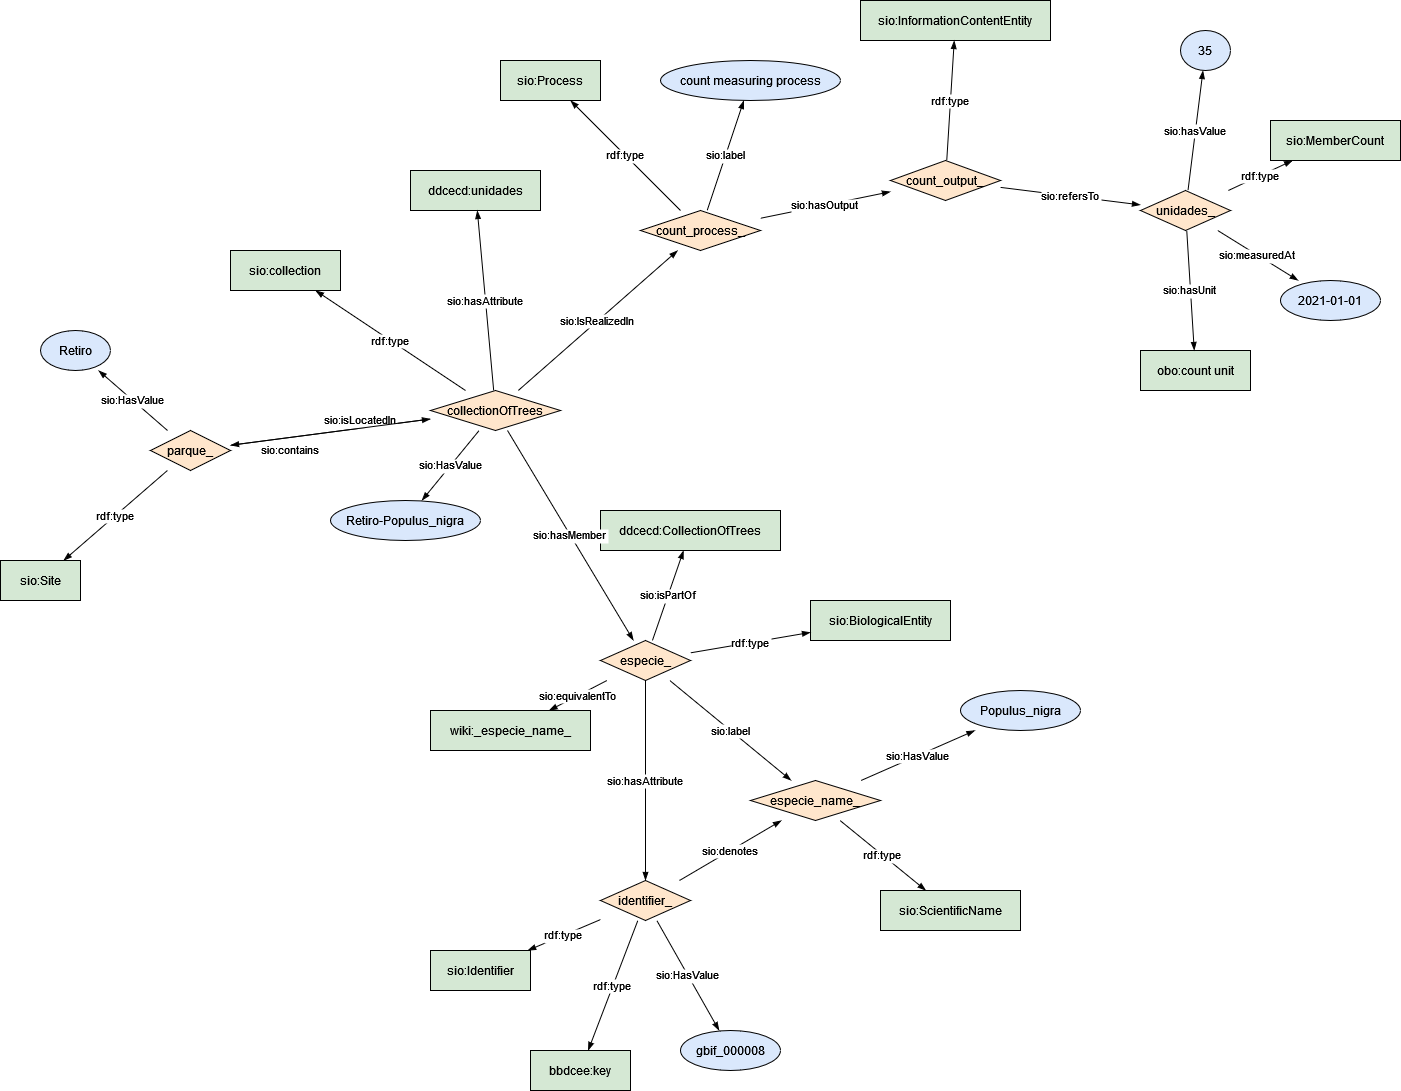 sio:InformationContentEntity
35
sio:Process
count measuring process
rdf:type
sio:hasValue
sio:MemberCount
rdf:type
sio:label
rdf:type
ddcecd:unidades
count_output_
sio:refersTo
sio:hasOutput
unidades_
count_process_
sio:measuredAt
sio:collection
sio:hasUnit
2021-01-01
sio:hasAttribute
sio:IsRealizedIn
rdf:type
Retiro
obo:count unit
sio:HasValue
collectionOfTrees
sio:isLocatedIn
parque_
sio:contains
sio:HasValue
rdf:type
Retiro-Populus_nigra
sio:hasMember
ddcecd:CollectionOfTrees
sio:Site
sio:isPartOf
sio:BiologicalEntity
rdf:type
especie_
sio:equivalentTo
Populus_nigra
wiki:_especie_name_
sio:label
sio:HasValue
sio:hasAttribute
especie_name_
sio:denotes
rdf:type
identifier_
sio:ScientificName
rdf:type
sio:Identifier
sio:HasValue
rdf:type
gbif_000008
bbdcee:key